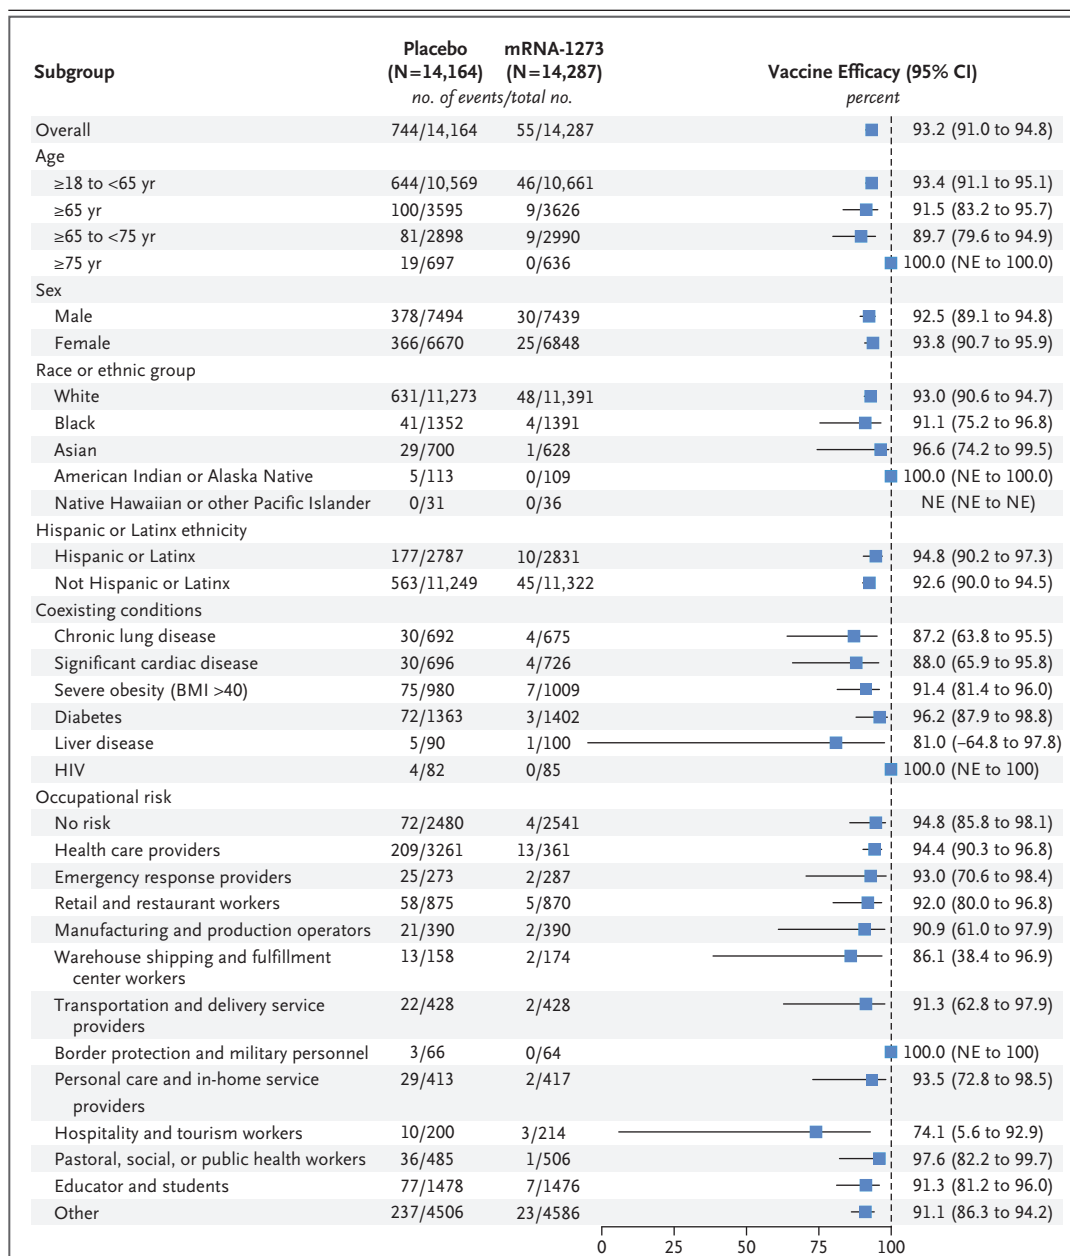 Subgroup Placebo (N=14,164) mRNA-1273 (N=14,287) Vaccine Efficacy (95% CI)
no. of events/total no. percent
Overall 744/14,164 55/14,287 93.2 (91.0 to 94.8)
Age
≥18 to <65 yr 644/10,569 46/10,661 93.4 (91.1 to 95.1)
≥65 yr 100/3595 9/3626 91.5 (83.2 to 95.7)
≥65 to <75 yr 81/2898 9/2990 89.7 (79.6 to 94.9)
≥75 yr 19/697 0/636 100.0 (NE to 100.0)
Sex
Male 378/7494 30/7439 92.5 (89.1 to 94.8)
Female 366/6670 25/6848 93.8 (90.7 to 95.9)
Race or ethnic group
White 631/11,273 48/11,391 93.0 (90.6 to 94.7)
Black 41/1352 4/1391 91.1 (75.2 to 96.8)
Asian 29/700 1/628 96.6 (74.2 to 99.5)
American Indian or Alaska Native 5/113 0/109 100.0 (NE to 100.0)
Native Hawaiian or other Pacific Islander 0/31 0/36 NE (NE to NE)
Hispanic or Latinx ethnicity
Hispanic or Latinx 177/2787 10/2831 94.8 (90.2 to 97.3)
Not Hispanic or Latinx 563/11,249 45/11,322 92.6 (90.0 to 94.5)
Coexisting conditions
Chronic lung disease 30/692 4/675 87.2 (63.8 to 95.5)
Significant cardiac disease 30/696 4/726 88.0 (65.9 to 95.8)
Severe obesity (BMI >40) 75/980 7/1009 91.4 (81.4 to 96.0)
Diabetes 72/1363 3/1402 96.2 (87.9 to 98.8)
Liver disease 5/90 1/100 81.0 (–64.8 to 97.8)
HIV 4/82 0/85 100.0 (NE to 100)
Occupational risk
No risk 72/2480 4/2541 94.8 (85.8 to 98.1)
Health care providers 209/3261 13/361 94.4 (90.3 to 96.8)
Emergency response providers 25/273 2/287 93.0 (70.6 to 98.4)
Retail and restaurant workers 58/875 5/870 92.0 (80.0 to 96.8)
Manufacturing and production operators 21/390 2/390 90.9 (61.0 to 97.9)
Warehouse shipping and fulfillment 13/158 2/174 86.1 (38.4 to 96.9)
center workers
Transportation and delivery service 22/428 2/428 91.3 (62.8 to 97.9)
providers
Border protection and military personnel 3/66 0/64 100.0 (NE to 100)
Personal care and in-home service 29/413 2/417 93.5 (72.8 to 98.5)
providers
Hospitality and tourism workers 10/200 3/214 74.1 (5.6 to 92.9)
Pastoral, social, or public health workers 36/485 1/506 97.6 (82.2 to 99.7)
Educator and students 77/1478 7/1476 91.3 (81.2 to 96.0)
Other 237/4506 23/4586 91.1 (86.3 to 94.2)
0 25 50 75 100